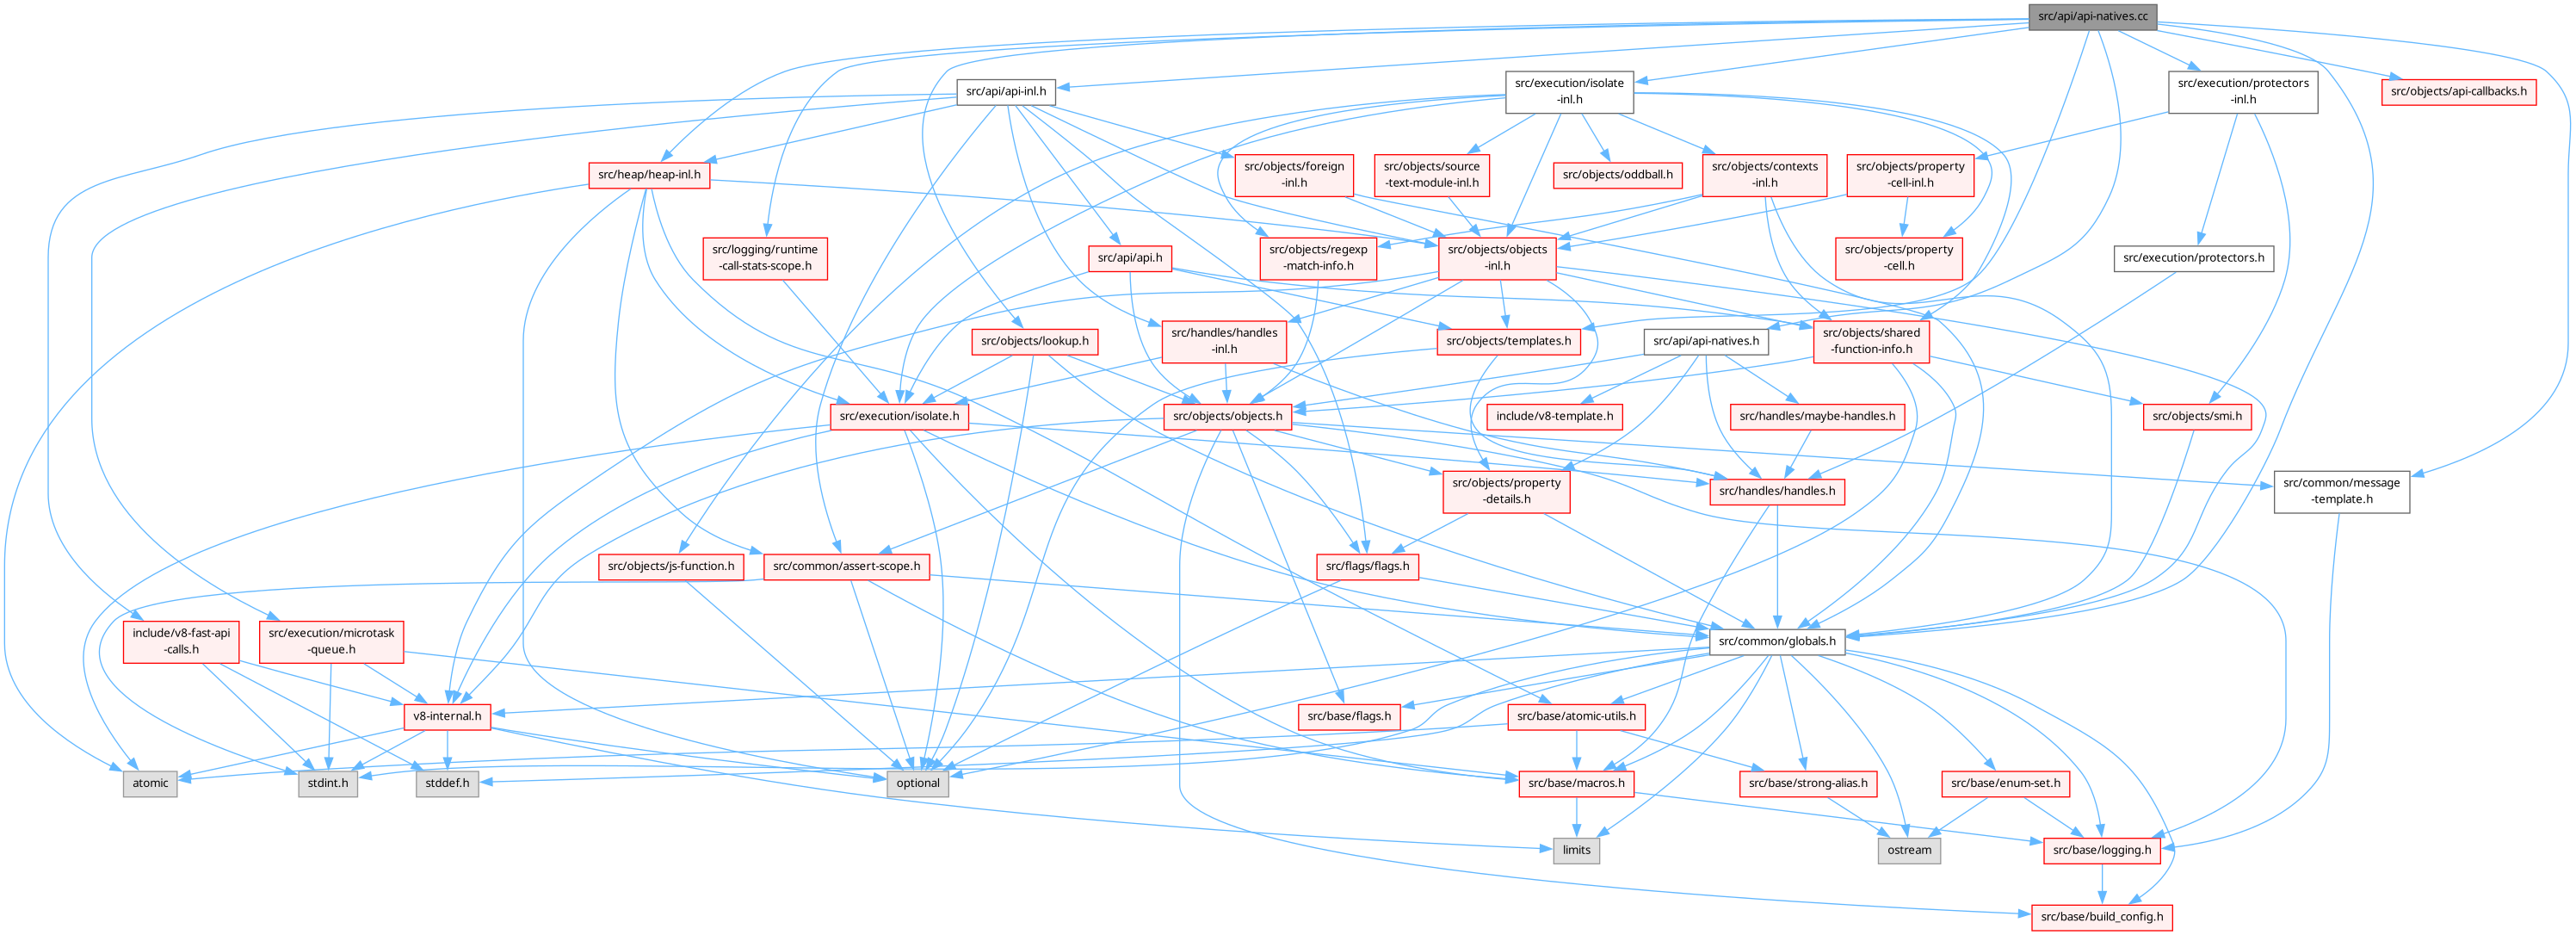 src/api/api-natives.cc
src/api/api-inl.h
src/execution/isolate
-inl.h
src/execution/protectors
-inl.h
src/objects/api-callbacks.h
src/heap/heap-inl.h
src/objects/foreign
-inl.h
src/objects/source
-text-module-inl.h
src/objects/oddball.h
src/objects/contexts
-inl.h
src/objects/property
-cell-inl.h
src/logging/runtime
-call-stats-scope.h
src/api/api.h
src/objects/regexp
-match-info.h
src/objects/objects
-inl.h
src/objects/property
-cell.h
src/execution/protectors.h
src/objects/lookup.h
src/handles/handles
-inl.h
src/objects/templates.h
src/api/api-natives.h
src/objects/shared
-function-info.h
src/execution/isolate.h
src/objects/objects.h
include/v8-template.h
src/handles/maybe-handles.h
src/objects/smi.h
src/objects/property
-details.h
src/handles/handles.h
src/common/message
-template.h
src/objects/js-function.h
src/common/assert-scope.h
src/flags/flags.h
include/v8-fast-api
-calls.h
src/execution/microtask
-queue.h
src/common/globals.h
v8-internal.h
src/base/flags.h
src/base/atomic-utils.h
atomic
stdint.h
stddef.h
optional
src/base/macros.h
src/base/strong-alias.h
src/base/enum-set.h
limits
ostream
src/base/logging.h
src/base/build_config.h